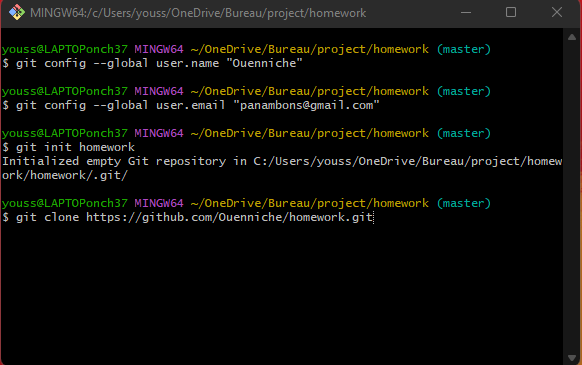 MINGW64:/c/Users/youss/OneDrive/Bureau/project/homework
youss@LAPTOPonch37 MINGW64 ~/OneDrive/Bureau/project/homework (master)
$ git config --global user.name "Ouenniche"
youss@LAPTOPonch37 MINGW64 ~/OneDrive/Bureau/project/homework (master)
$ git config --global user.email "panambons@gmail.com"
youss@LAPTOPonch37 MINGW64 ~/OneDrive/Bureau/project/homework (master)
$ git init homework
Initialized empty Git repository in C:/Users/youss/OneDrive/Bureau/project/homew
ork/homework/.git/
youss@LAPTOPonch37 MINGW64 ~/OneDrive/Bureau/project/homework (master)
$ git clone https://github.com/Ouenniche/homework.git